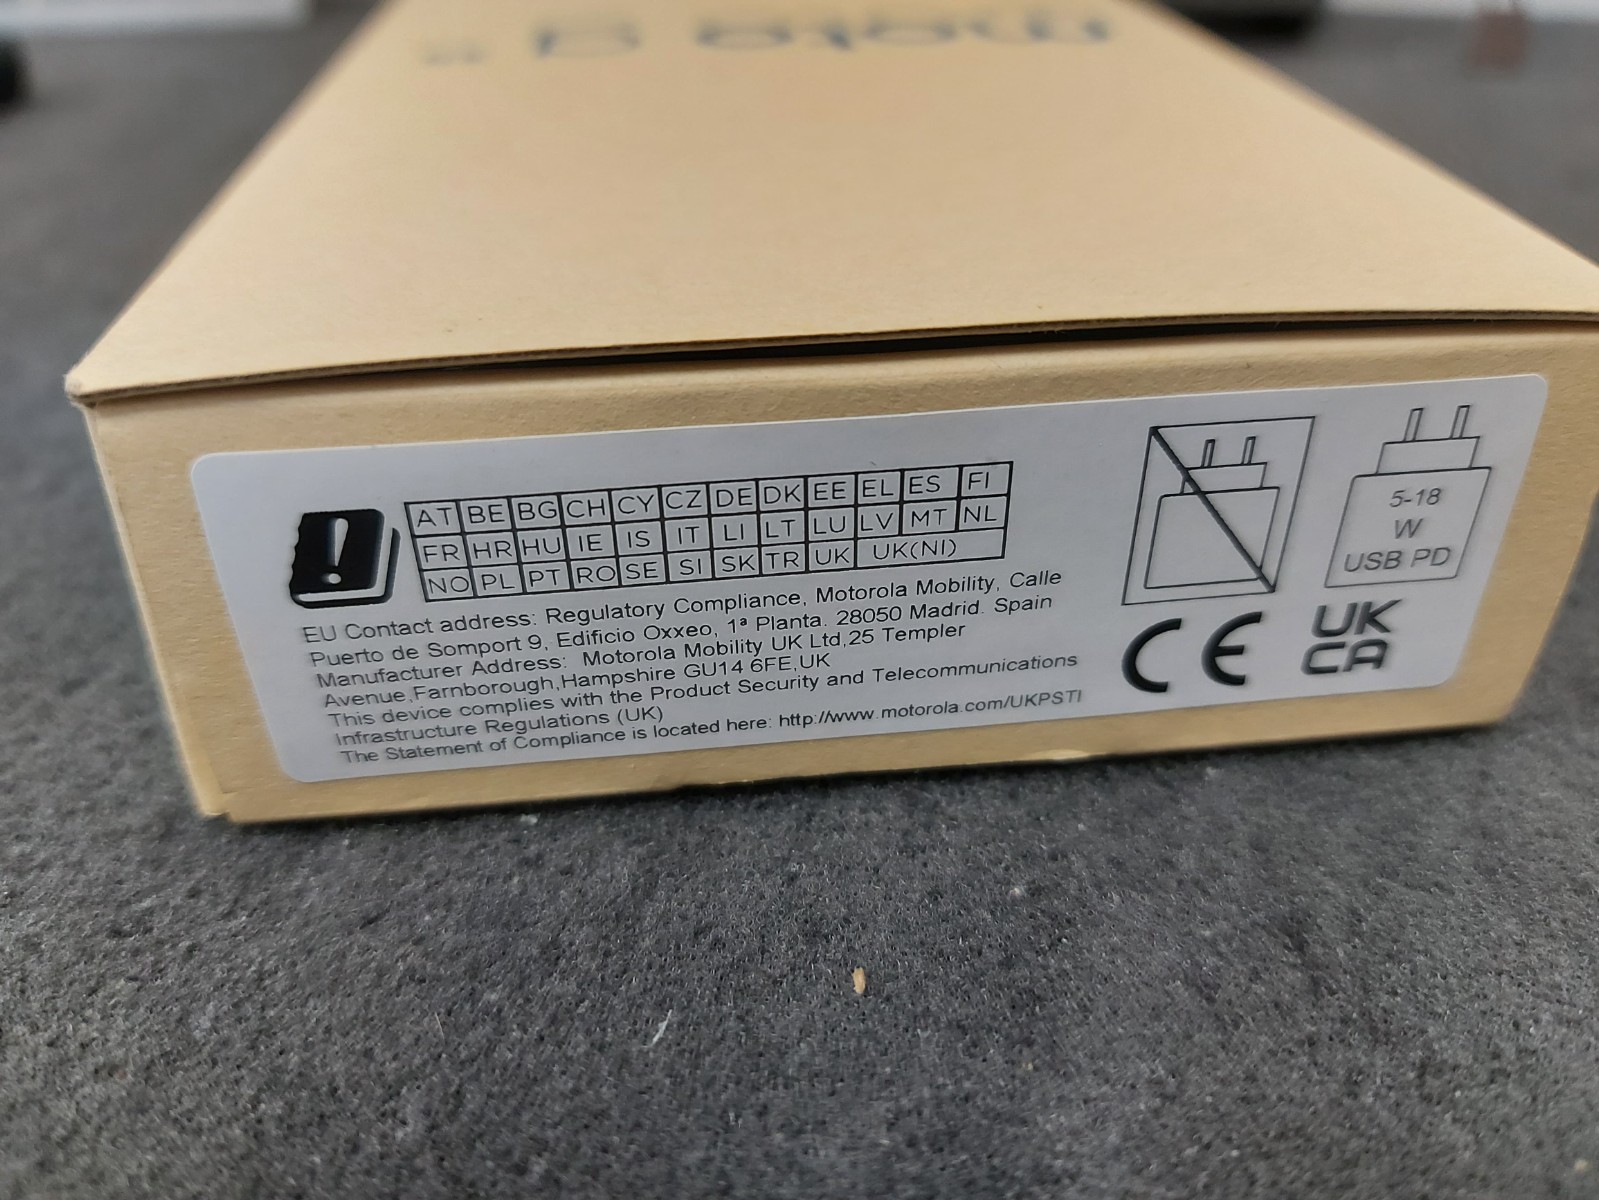 moto g
AT BE BG CH CY CZ DE DK EE EL ES FI
FR HR HU IE IS IT LI LT LU LV MT NL
NO PL PT RO SE SI SK TR UK UK(NI)
EU Contact address: Regulatory Compliance, Motorola Mobility, Calle
Puerto de Somport 9, Edificio Oxxeo, 1ª Planta. 28050 Madrid. Spain
Manufacturer Address: Motorola Mobility UK Ltd,25 Templer
Avenue,Farnborough,Hampshire GU14 6FE,UK
This device complies with the Product Security and Telecommunications
Infrastructure Regulations (UK)
The Statement of Compliance is located here: http://www.motorola.com/UKPSTI
5-18
W
USB PD
CE
UK
CA